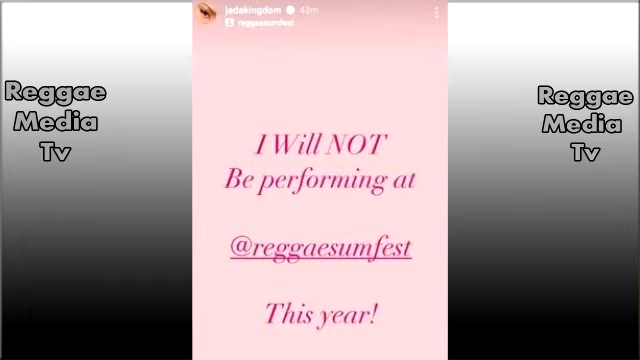 jadakingdom 43m
reggaesumfest
Reggae
Media
Tv
I Will NOT
Be performing at
@reggaesumfest
This year!
Reggae
Media
Tv